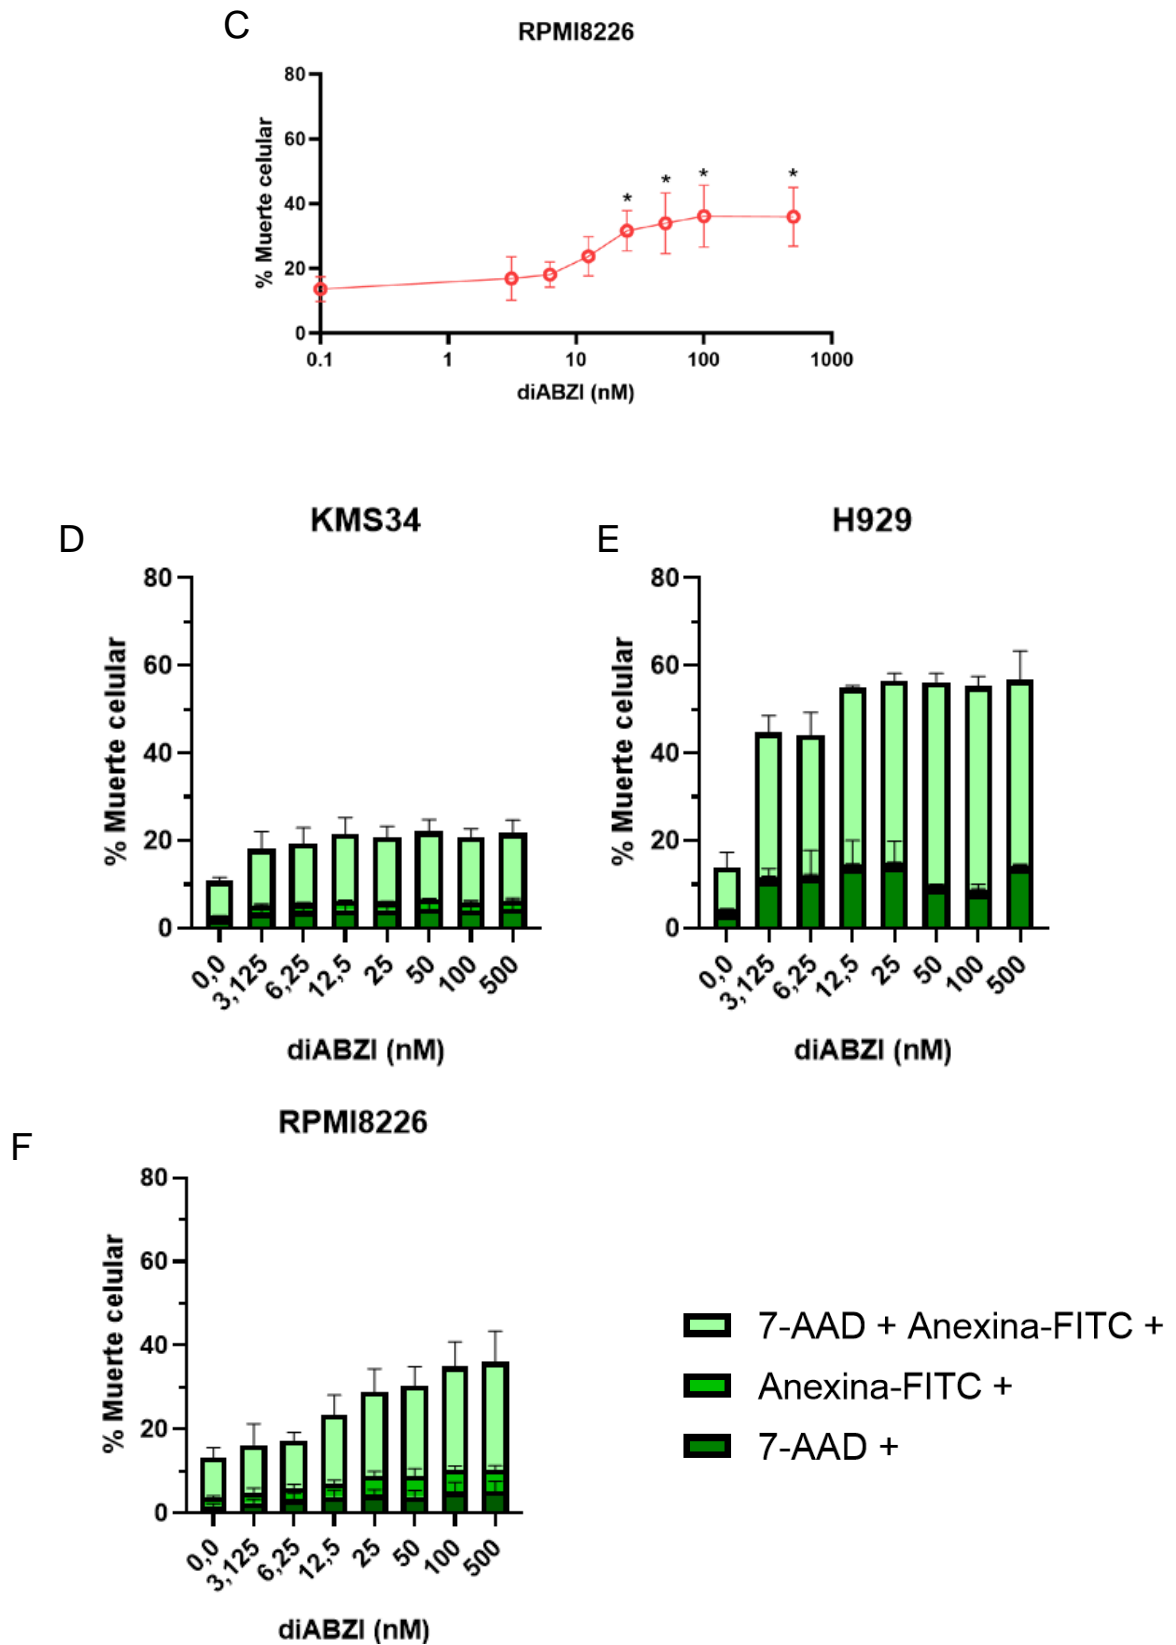 C
RPMI8226
% Muerte celular
80
60
40
20
0
* * * *
0.1 1 10 100 1000
diABZI (nM)
D
KMS34
% Muerte celular
80
60
40
20
0
0,0 3,125 6,25 12,5 25 50 100 500
diABZI (nM)
E
H929
% Muerte celular
80
60
40
20
0
0,0 3,125 6,25 12,5 25 50 100 500
diABZI (nM)
F
RPMI8226
% Muerte celular
80
60
40
20
0
0,0 3,125 6,25 12,5 25 50 100 500
diABZI (nM)
7-AAD + Anexina-FITC +
Anexina-FITC +
7-AAD +